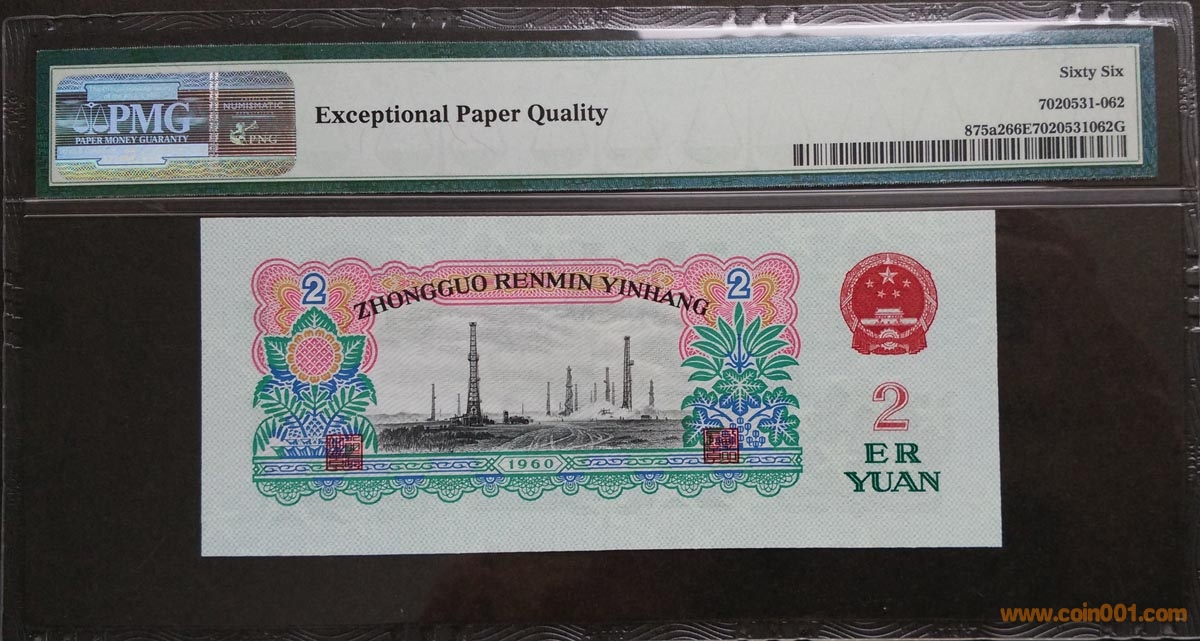 PMG
PAPER MONEY GUARANTY
NUMISMATIC
PNG
Exceptional Paper Quality
Sixty Six
7020531-062
875a266E7020531062G
2
ZHONGGUO RENMIN YINHANG
2
1960
2
ER
YUAN
www.coin001.com